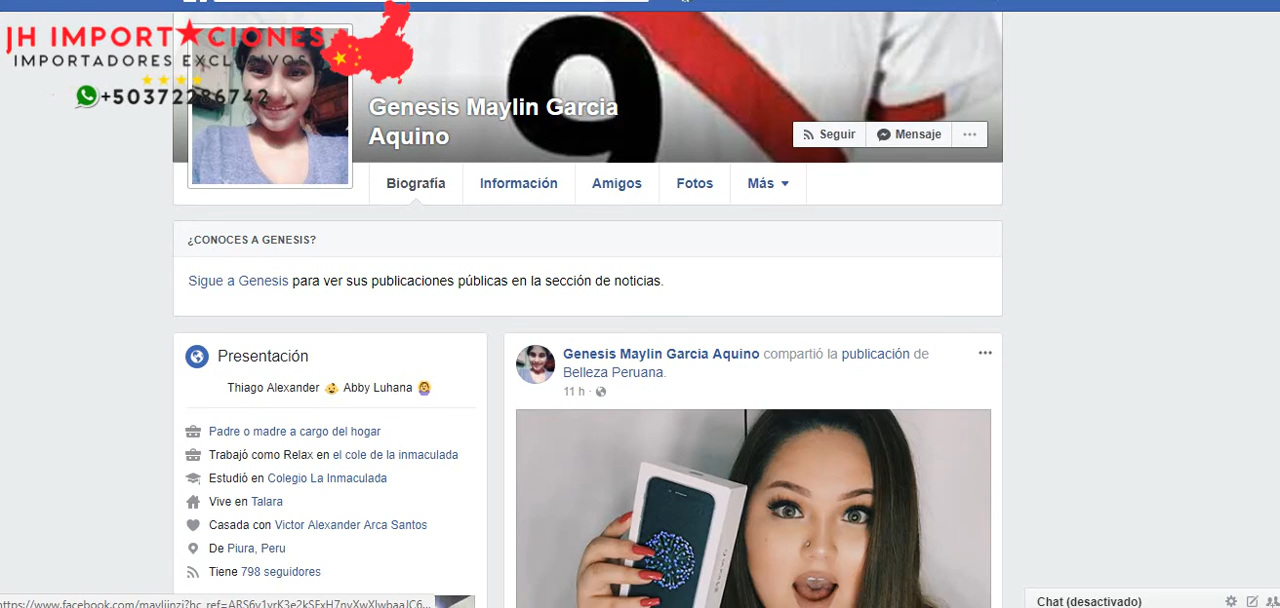 JH IMPORT★CIONES
IMPORTADORES EXCLUSIVOS
+50372286742
9
Genesis Maylin Garcia
Aquino
Seguir
Mensaje
Biografía
Información
Amigos
Fotos
Más
¿CONOCES A GENESIS?
Sigue a Genesis para ver sus publicaciones públicas en la sección de noticias.
Presentación
Thiago Alexander 👶 Abby Luhana 🙆
Padre o madre a cargo del hogar
Trabajó como Relax en el cole de la inmaculada
Estudió en Colegio La Inmaculada
Vive en Talara
Casada con Victor Alexander Arca Santos
De Piura, Peru
Tiene 798 seguidores
Genesis Maylin Garcia Aquino compartió la publicación de
Belleza Peruana.
11 h ·
Chat (desactivado)